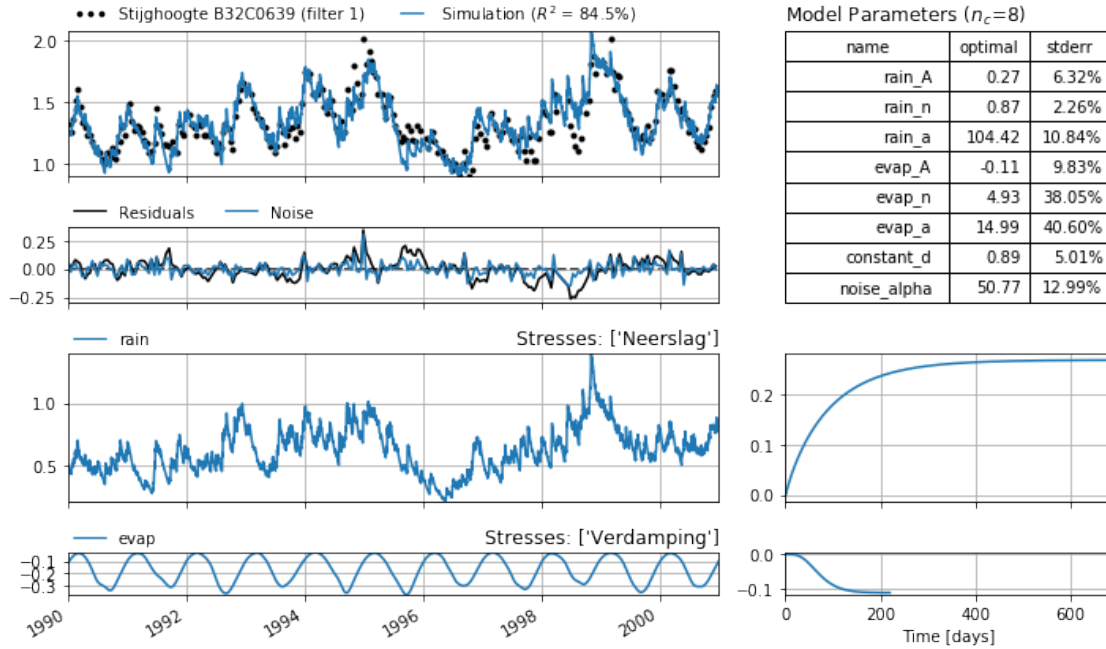 Stijghoogte B32C0639 (filter 1) Simulation (R² = 84.5%)
2.0
1.5
1.0
Residuals Noise
0.25
0.00
−0.25
rain Stresses: ['Neerslag']
1.0
0.5
evap Stresses: ['Verdamping']
−0.1
−0.2
−0.3
1990 1992 1994 1996 1998 2000
Model Parameters (n_c=8)
name optimal stderr
rain_A 0.27 6.32%
rain_n 0.87 2.26%
rain_a 104.42 10.84%
evap_A -0.11 9.83%
evap_n 4.93 38.05%
evap_a 14.99 40.60%
constant_d 0.89 5.01%
noise_alpha 50.77 12.99%
0.2
0.1
0.0
0.0
−0.1
0 200 400 600
Time [days]